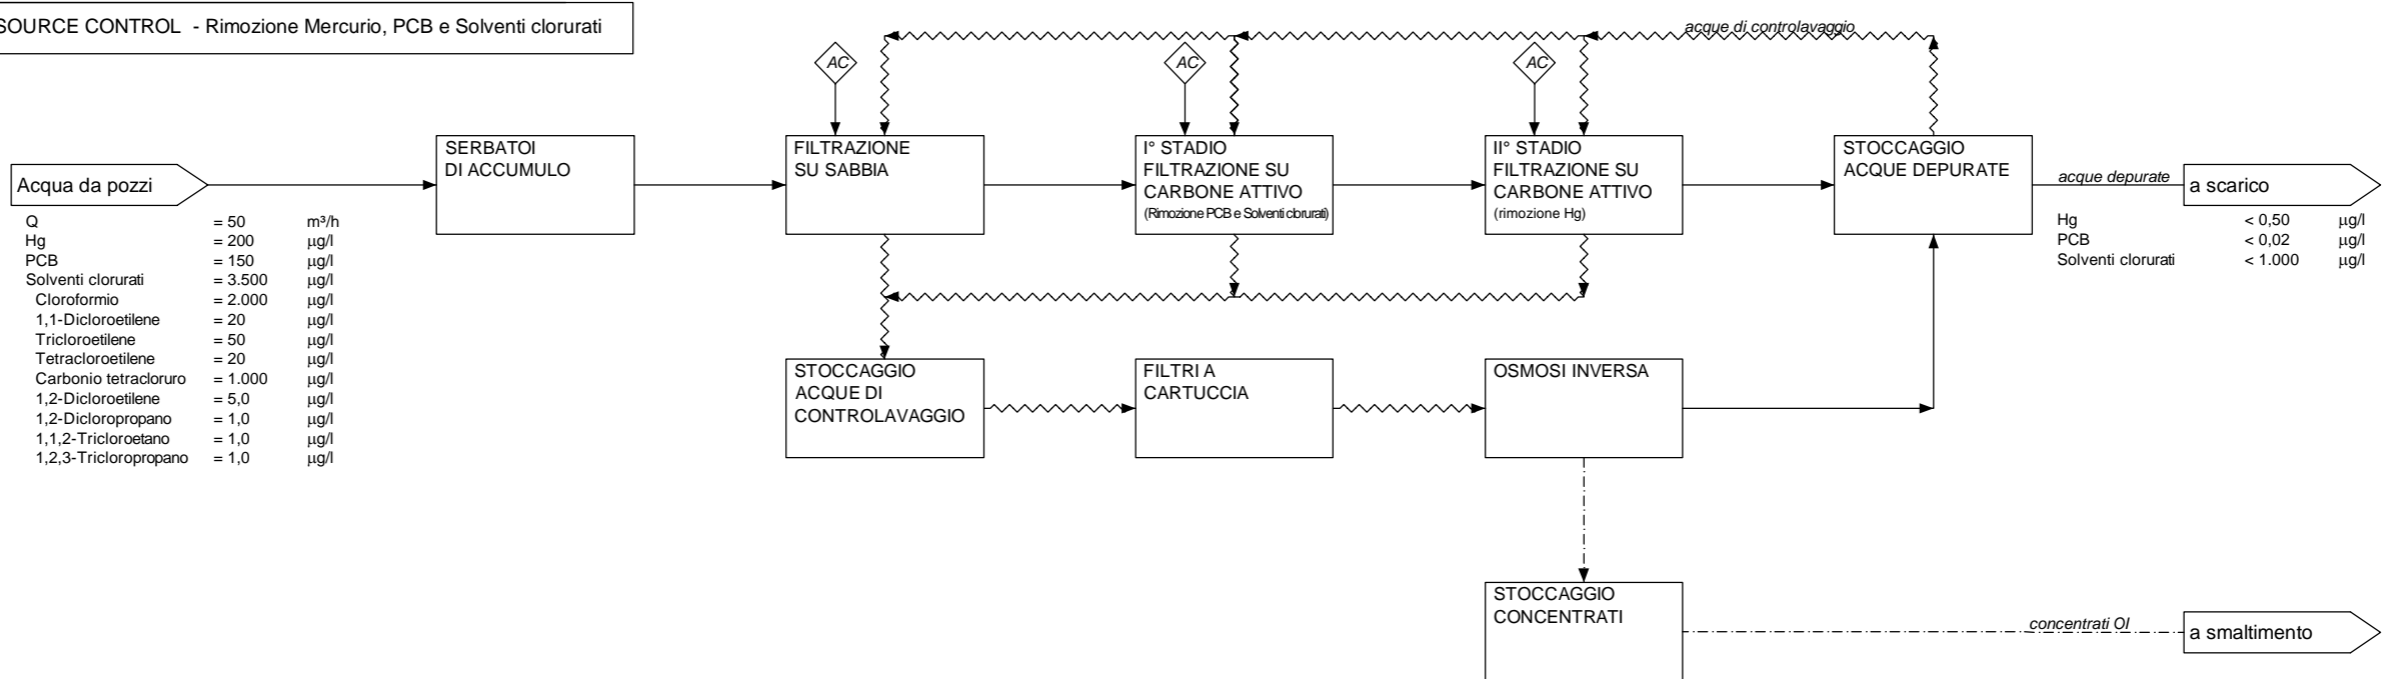 SOURCE CONTROL - Rimozione Mercurio, PCB e Solventi clorurati
acque di controlavaggio
AC
AC
AC
Acqua da pozzi
SERBATOI
DI ACCUMULO
FILTRAZIONE
SU SABBIA
I° STADIO
FILTRAZIONE SU
CARBONE ATTIVO
(Rimozione PCB e Solventi clorurati)
II° STADIO
FILTRAZIONE SU
CARBONE ATTIVO
(rimozione Hg)
STOCCAGGIO
ACQUE DEPURATE
acque depurate
a scarico
Q = 50 m³/h
Hg = 200 µg/l
PCB = 150 µg/l
Solventi clorurati = 3.500 µg/l
Cloroformio = 2.000 µg/l
1,1-Dicloroetilene = 20 µg/l
Tricloroetilene = 50 µg/l
Tetracloroetilene = 20 µg/l
Carbonio tetracloruro = 1.000 µg/l
1,2-Dicloroetilene = 5,0 µg/l
1,2-Dicloropropano = 1,0 µg/l
1,1,2-Tricloroetano = 1,0 µg/l
1,2,3-Tricloropropano = 1,0 µg/l
Hg < 0,50 µg/l
PCB < 0,02 µg/l
Solventi clorurati < 1.000 µg/l
STOCCAGGIO
ACQUE DI
CONTROLAVAGGIO
FILTRI A
CARTUCCIA
OSMOSI INVERSA
STOCCAGGIO
CONCENTRATI
concentrati OI
a smaltimento